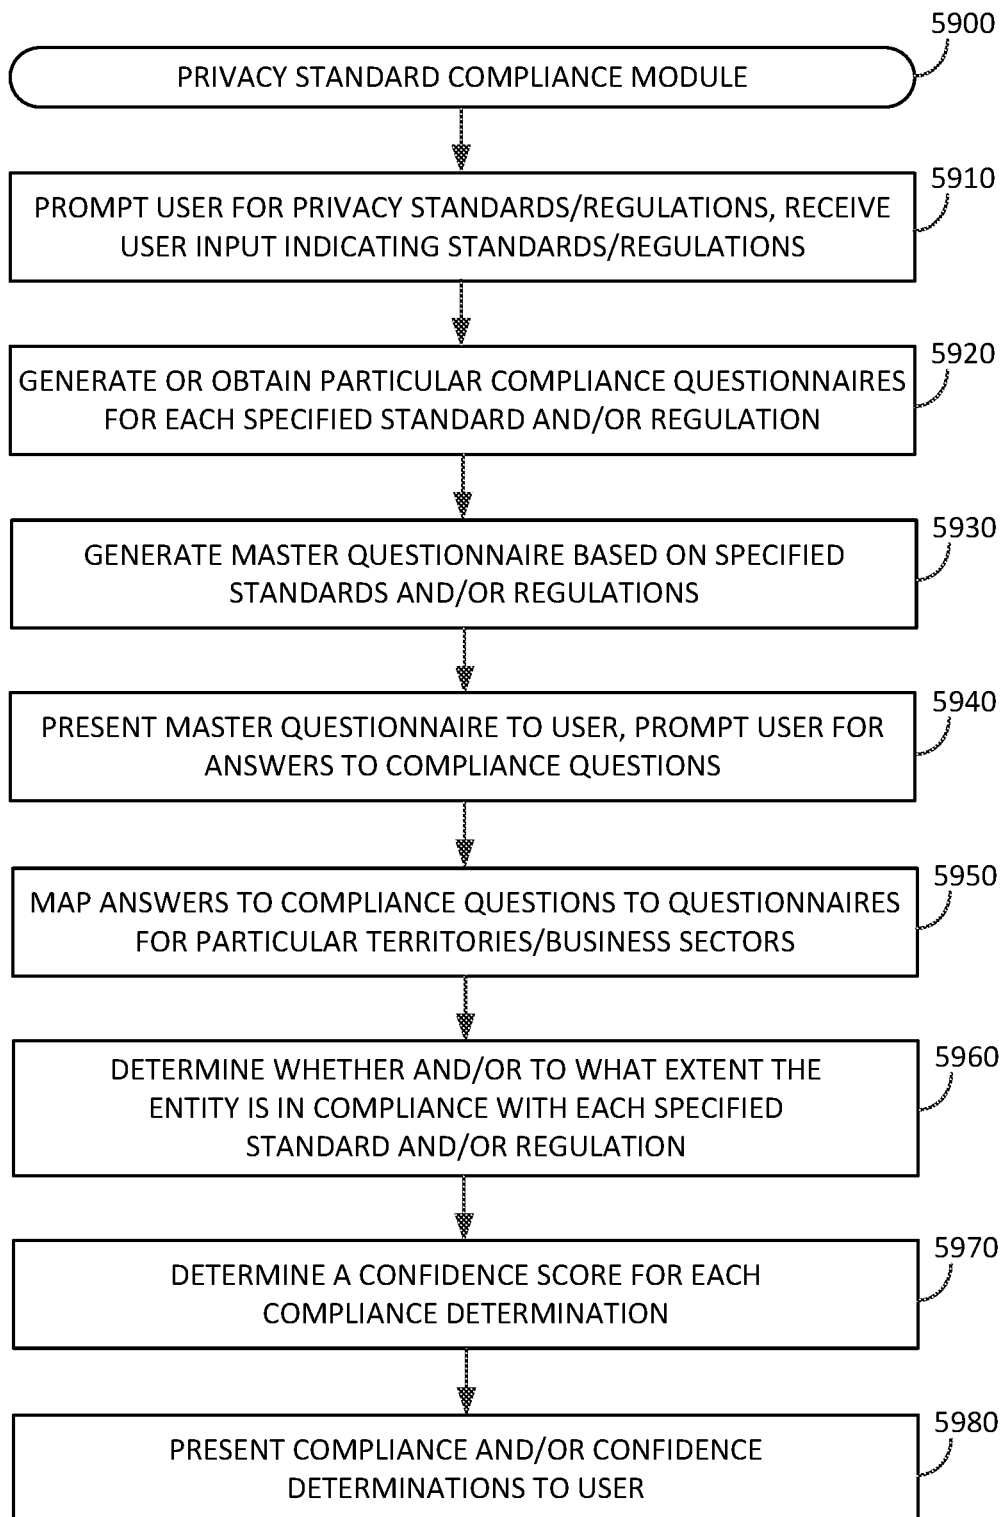 5900
PRIVACY STANDARD COMPLIANCE MODULE
5910
PROMPT USER FOR PRIVACY STANDARDS/REGULATIONS, RECEIVE
USER INPUT INDICATING STANDARDS/REGULATIONS
5920
GENERATE OR OBTAIN PARTICULAR COMPLIANCE QUESTIONNAIRES
FOR EACH SPECIFIED STANDARD AND/OR REGULATION
5930
GENERATE MASTER QUESTIONNAIRE BASED ON SPECIFIED
STANDARDS AND/OR REGULATIONS
5940
PRESENT MASTER QUESTIONNAIRE TO USER, PROMPT USER FOR
ANSWERS TO COMPLIANCE QUESTIONS
5950
MAP ANSWERS TO COMPLIANCE QUESTIONS TO QUESTIONNAIRES
FOR PARTICULAR TERRITORIES/BUSINESS SECTORS
5960
DETERMINE WHETHER AND/OR TO WHAT EXTENT THE
ENTITY IS IN COMPLIANCE WITH EACH SPECIFIED
STANDARD AND/OR REGULATION
5970
DETERMINE A CONFIDENCE SCORE FOR EACH
COMPLIANCE DETERMINATION
5980
PRESENT COMPLIANCE AND/OR CONFIDENCE
DETERMINATIONS TO USER